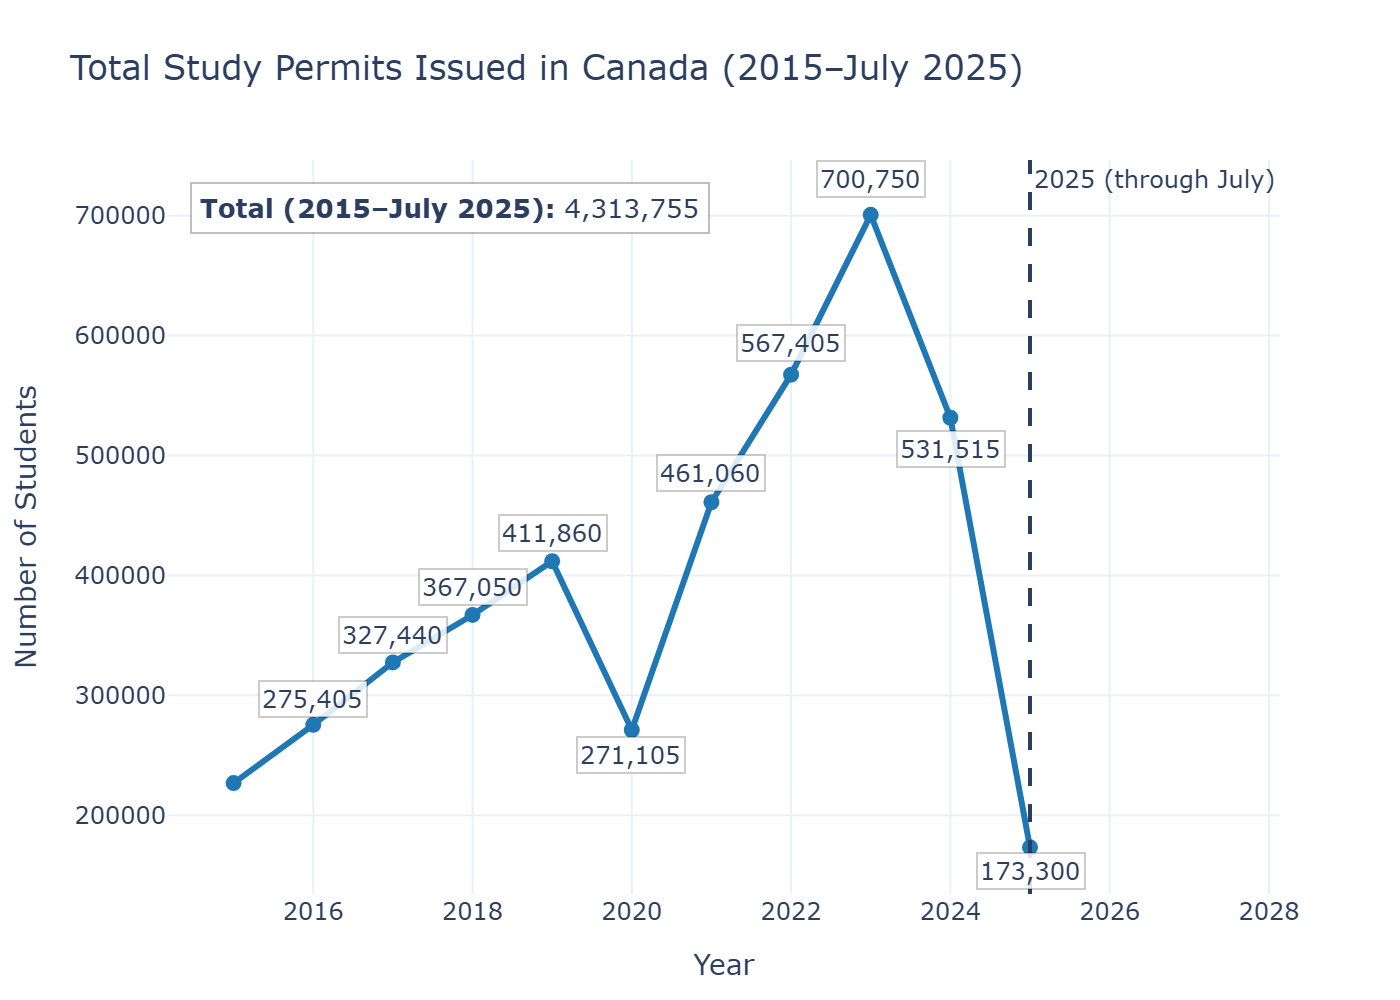 Total Study Permits Issued in Canada (2015–July 2025)
700,750
2025 (through July)
Total (2015–July 2025): 4,313,755
700000
600000
500000
400000
300000
200000
Number of Students
567,405
531,515
461,060
411,860
367,050
327,440
275,405
271,105
173,300
2016 2018 2020 2022 2024 2026 2028
Year